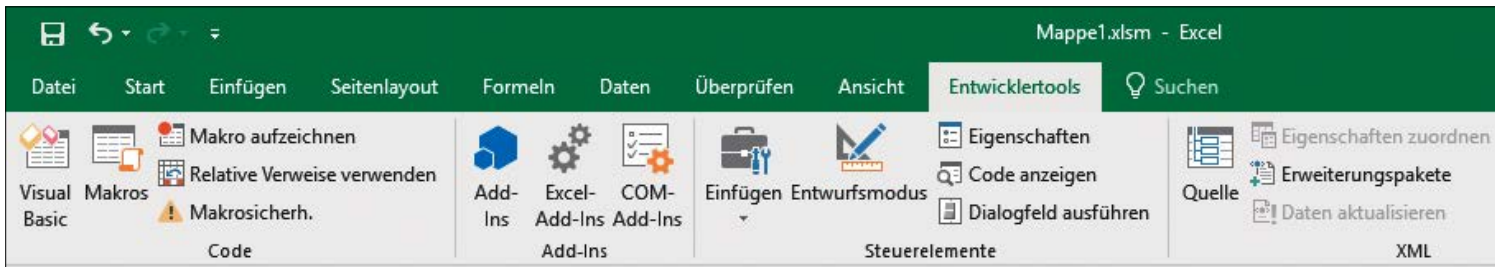 Mappe1.xlsm - Excel
Datei Start Einfügen Seitenlayout Formeln Daten Überprüfen Ansicht Entwicklertools Suchen
Visual Basic
Makros
Makro aufzeichnen
Relative Verweise verwenden
Makrosicherh.
Code
Add-
Ins
Excel-
Add-Ins
COM-
Add-Ins
Add-Ins
Einfügen
Entwurfsmodus
Eigenschaften
Code anzeigen
Dialogfeld ausführen
Steuerelemente
Quelle
Eigenschaften zuordnen
Erweiterungspakete
Daten aktualisieren
XML